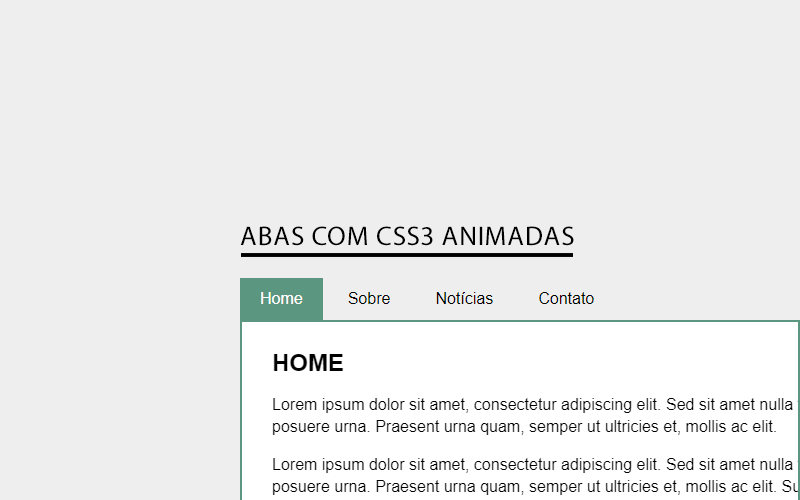 ABAS COM CSS3 ANIMADAS
Home Sobre Notícias Contato
HOME
Lorem ipsum dolor sit amet, consectetur adipiscing elit. Sed sit amet nulla
posuere urna. Praesent urna quam, semper ut ultricies et, mollis ac elit.
Lorem ipsum dolor sit amet, consectetur adipiscing elit. Sed sit amet nulla
posuere urna. Praesent urna quam, semper ut ultricies et, mollis ac elit.